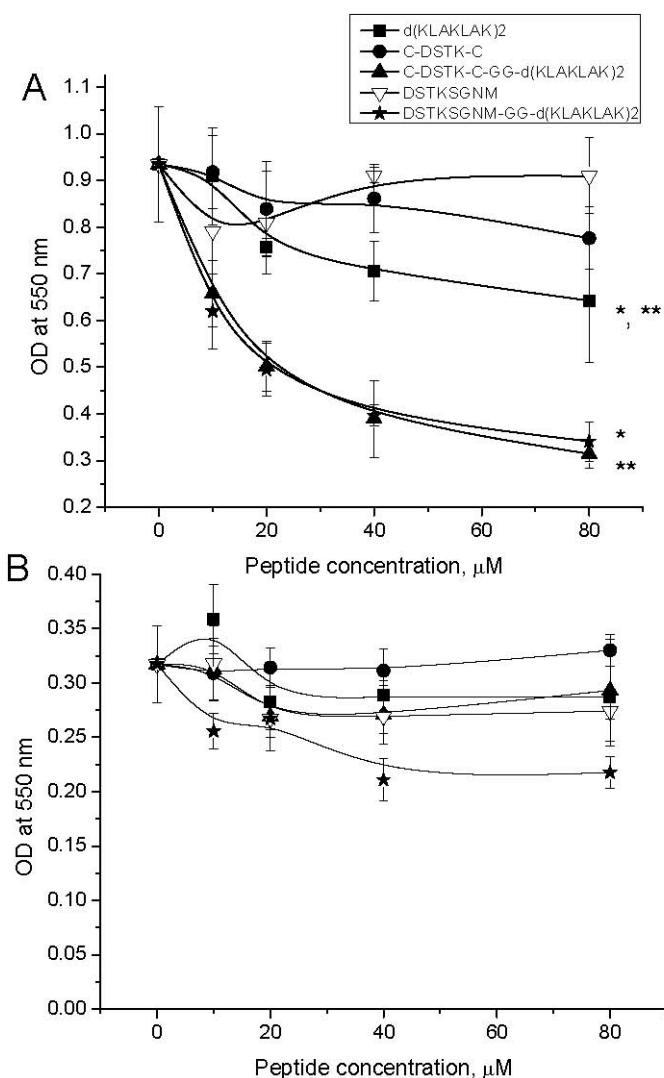 d(KLAKLAK)2
C-DSTK-C
C-DSTK-C-GG-d(KLAKLAK)2
DSTKSGNM
DSTKSGNM-GG-d(KLAKLAK)2
A
1.1
1.0
0.9
0.8
0.7
0.6
0.5
0.4
0.3
0.2
OD at 550 nm
*, **
*
**
0 20 40 60 80
Peptide concentration, μM
B
0.40
0.35
0.30
0.25
0.20
0.15
0.10
0.05
0.00
OD at 550 nm
0 20 40 60 80
Peptide concentration, μM